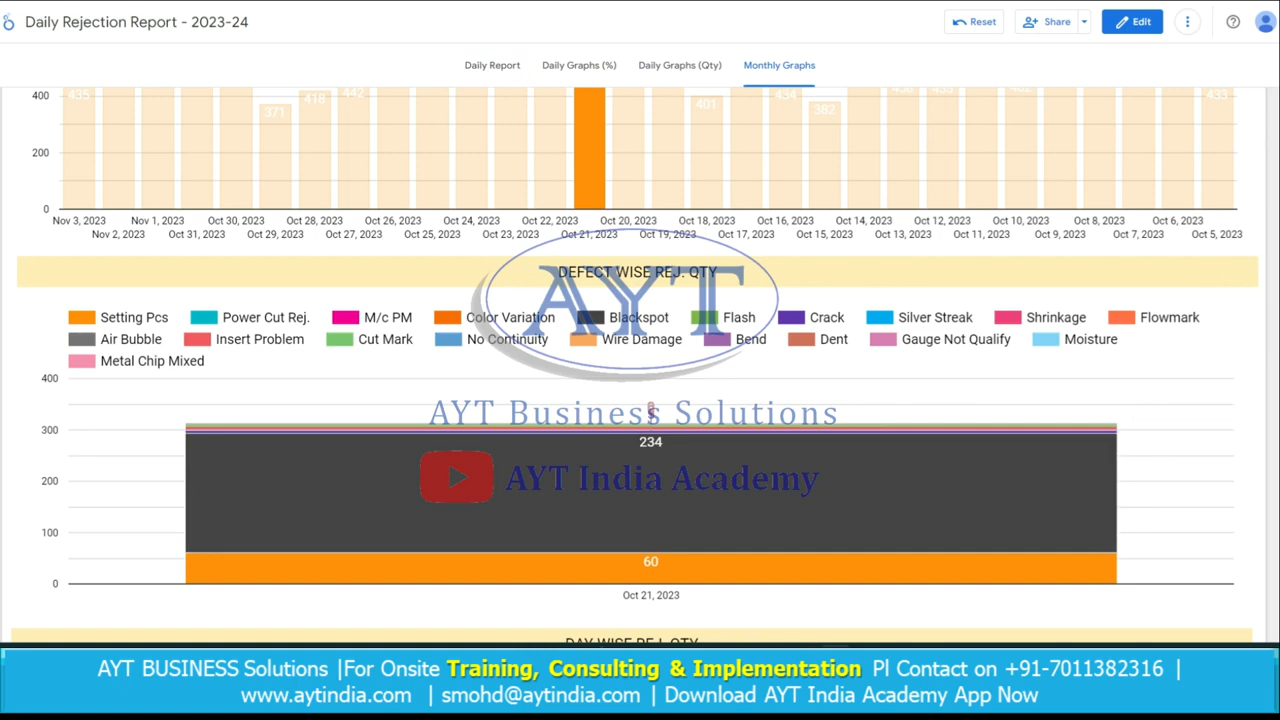 Daily Rejection Report - 2023-24
Reset
Share
Edit
Daily Report Daily Graphs (%) Daily Graphs (Qty) Monthly Graphs
400 435 371 418 442 401 434 382 433
200
0
Nov 3, 2023 Nov 1, 2023 Oct 30, 2023 Oct 28, 2023 Oct 26, 2023 Oct 24, 2023 Oct 22, 2023 Oct 20, 2023 Oct 18, 2023 Oct 16, 2023 Oct 14, 2023 Oct 12, 2023 Oct 10, 2023 Oct 8, 2023 Oct 6, 2023
Nov 2, 2023 Oct 31, 2023 Oct 29, 2023 Oct 27, 2023 Oct 25, 2023 Oct 23, 2023 Oct 21, 2023 Oct 19, 2023 Oct 17, 2023 Oct 15, 2023 Oct 13, 2023 Oct 11, 2023 Oct 9, 2023 Oct 7, 2023 Oct 5, 2023
DEFECT WISE REJ. QTY
AYT
Setting Pcs Power Cut Rej. M/c PM Color Variation Blackspot Flash Crack Silver Streak Shrinkage Flowmark
Air Bubble Insert Problem Cut Mark No Continuity Wire Damage Bend Dent Gauge Not Qualify Moisture
Metal Chip Mixed
400
AYT Business Solutions
300
234
AYT India Academy
200
100
60
0
Oct 21, 2023
DAY WISE REJ. QTY
AYT BUSINESS Solutions |For Onsite Training, Consulting & Implementation Pl Contact on +91-7011382316 |
www.aytindia.com | smohd@aytindia.com | Download AYT India Academy App Now